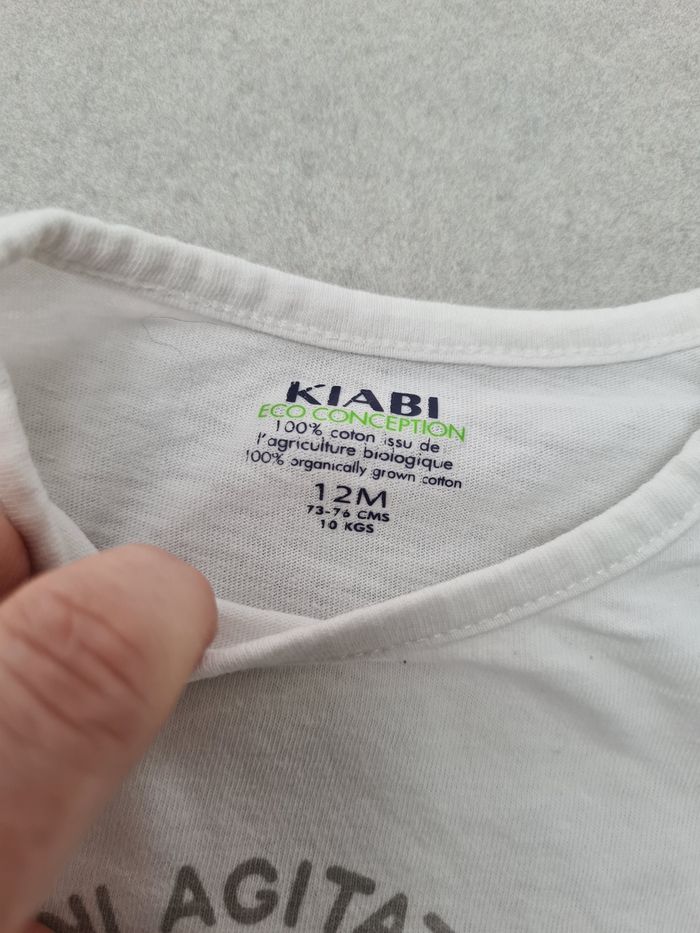 KIABI
ECO CONCEPTION
100% coton issu de
l'agriculture biologique
100% organically grown cotton
12M
73-76 CMS
10 KGS
AGITA